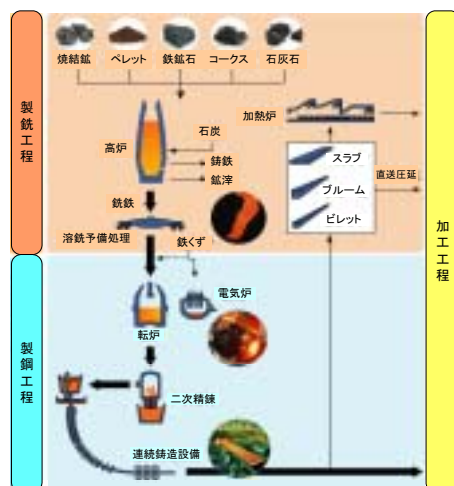 焼結鉱
ペレット
鉄鉱石
コークス
石灰石
製銑工程
高炉
石炭
鋳鉄
鉱滓
銑鉄
溶銑予備処理
加熱炉
スラブ
ブルーム
ビレット
直送圧延
加工工程
製鋼工程
鉄くず
電気炉
転炉
二次精錬
連続鋳造設備